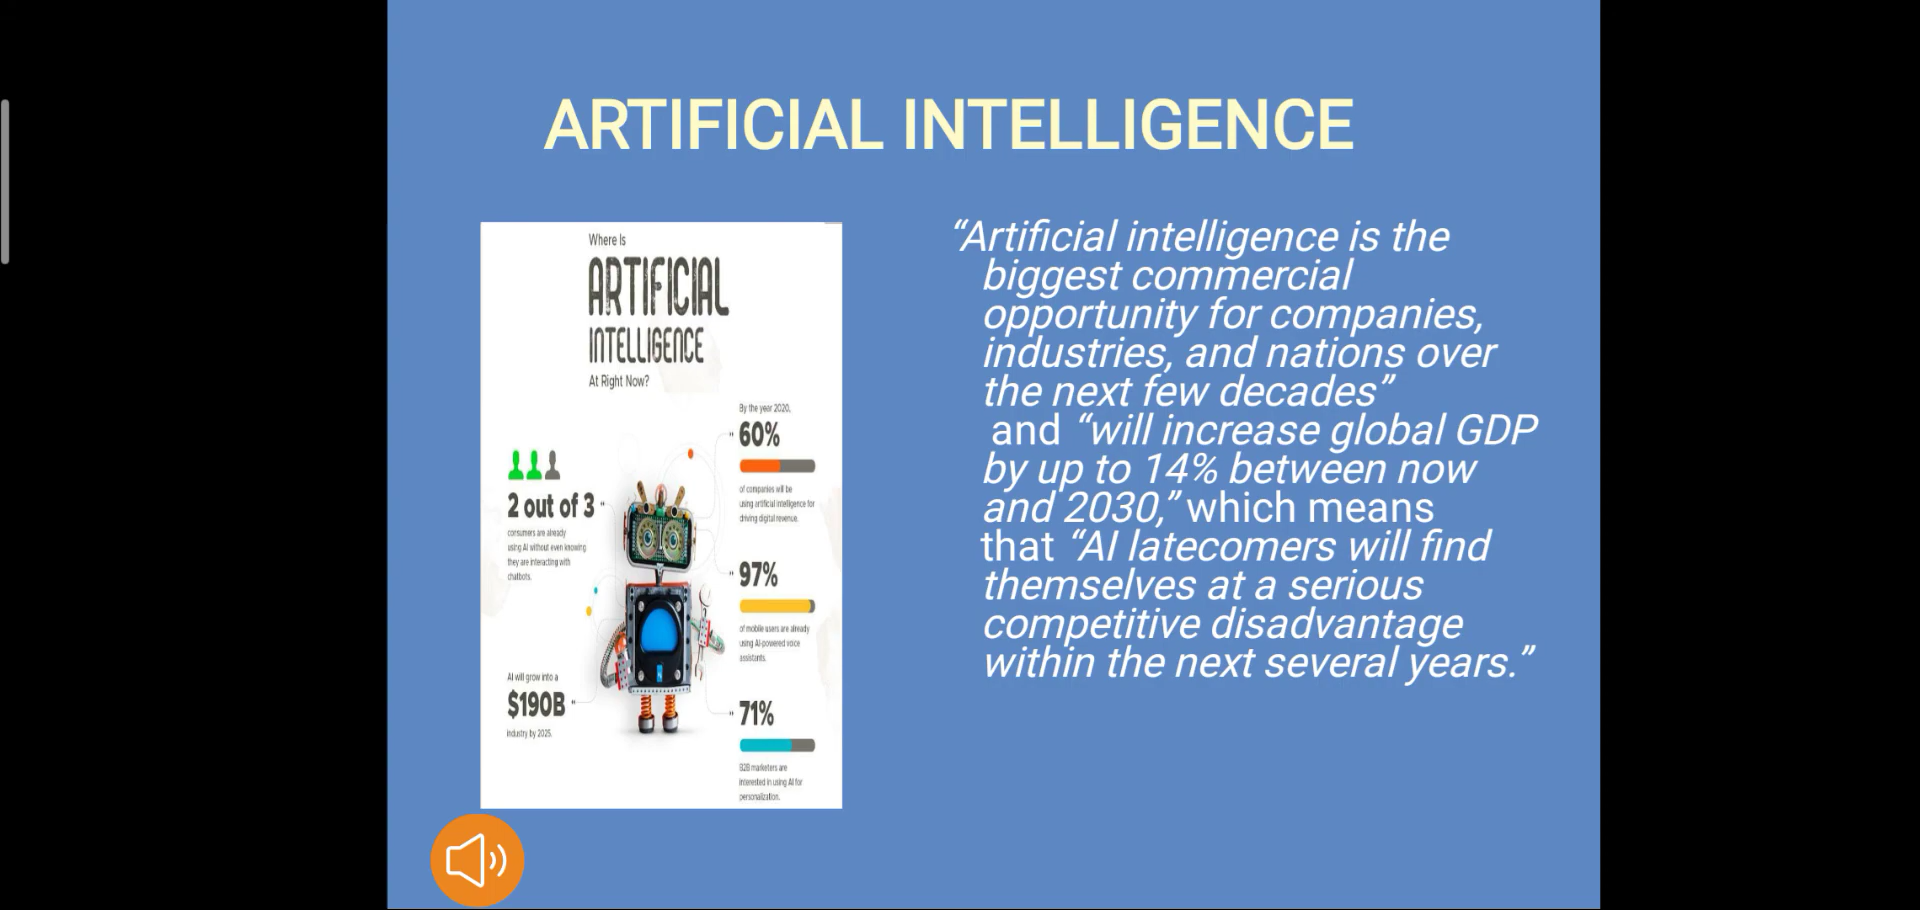 ARTIFICIAL INTELLIGENCE
Where Is
ARTIFICIAL
INTELLIGENCE
At Right Now?
2 out of 3
consumers are already
using AI without even knowing
they are interacting with
chatbots.
AI will grow into a
$190B
industry by 2025.
By the year 2020,
60%
of companies will be
using artificial intelligence for
driving digital revenue.
97%
of mobile users are already
using AI-powered voice
assistants.
71%
B2B marketers are
interested in using AI for
personalization.
“Artificial intelligence is the
biggest commercial
opportunity for companies,
industries, and nations over
the next few decades”
and “will increase global GDP
by up to 14% between now
and 2030,” which means
that “AI latecomers will find
themselves at a serious
competitive disadvantage
within the next several years.”